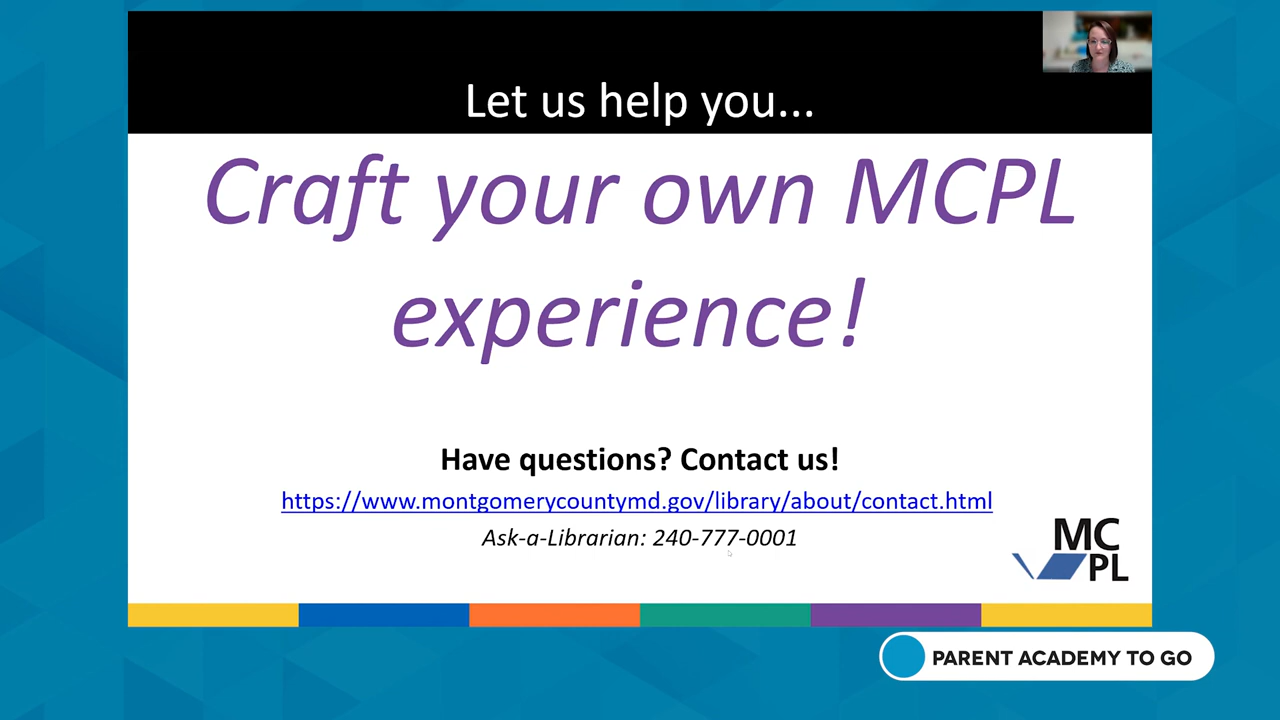 Let us help you...
Craft your own MCPL
experience!
Have questions? Contact us!
https://www.montgomerycountymd.gov/library/about/contact.html
Ask-a-Librarian: 240-777-0001
MC
PL
PARENT ACADEMY TO GO